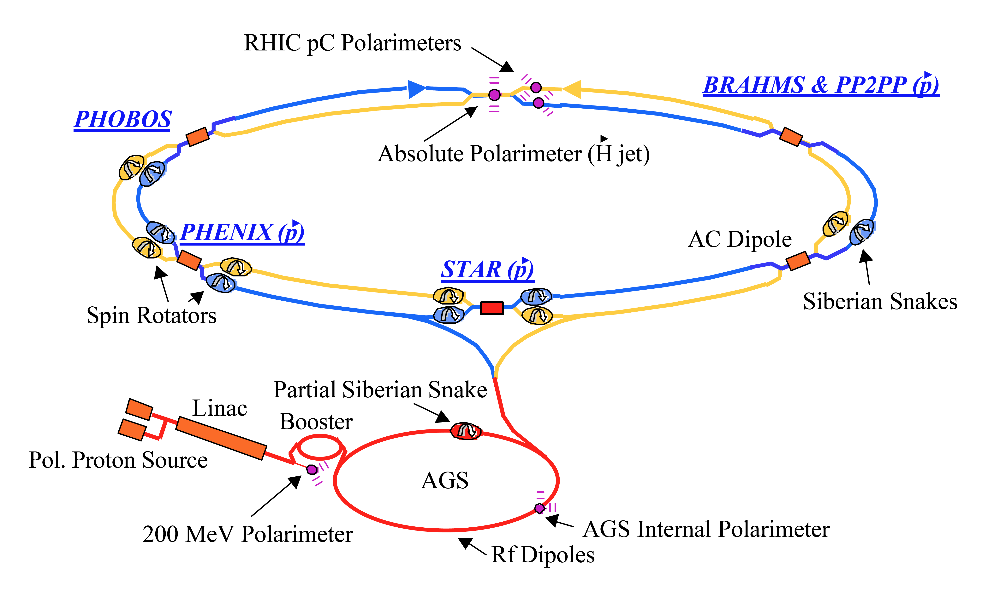 RHIC pC Polarimeters
BRAHMS & PP2PP (p)
PHOBOS
Absolute Polarimeter (H jet)
PHENIX (p)
AC Dipole
STAR (p)
Siberian Snakes
Spin Rotators
Partial Siberian Snake
Linac
Booster
Pol. Proton Source
AGS
200 MeV Polarimeter
AGS Internal Polarimeter
Rf Dipoles